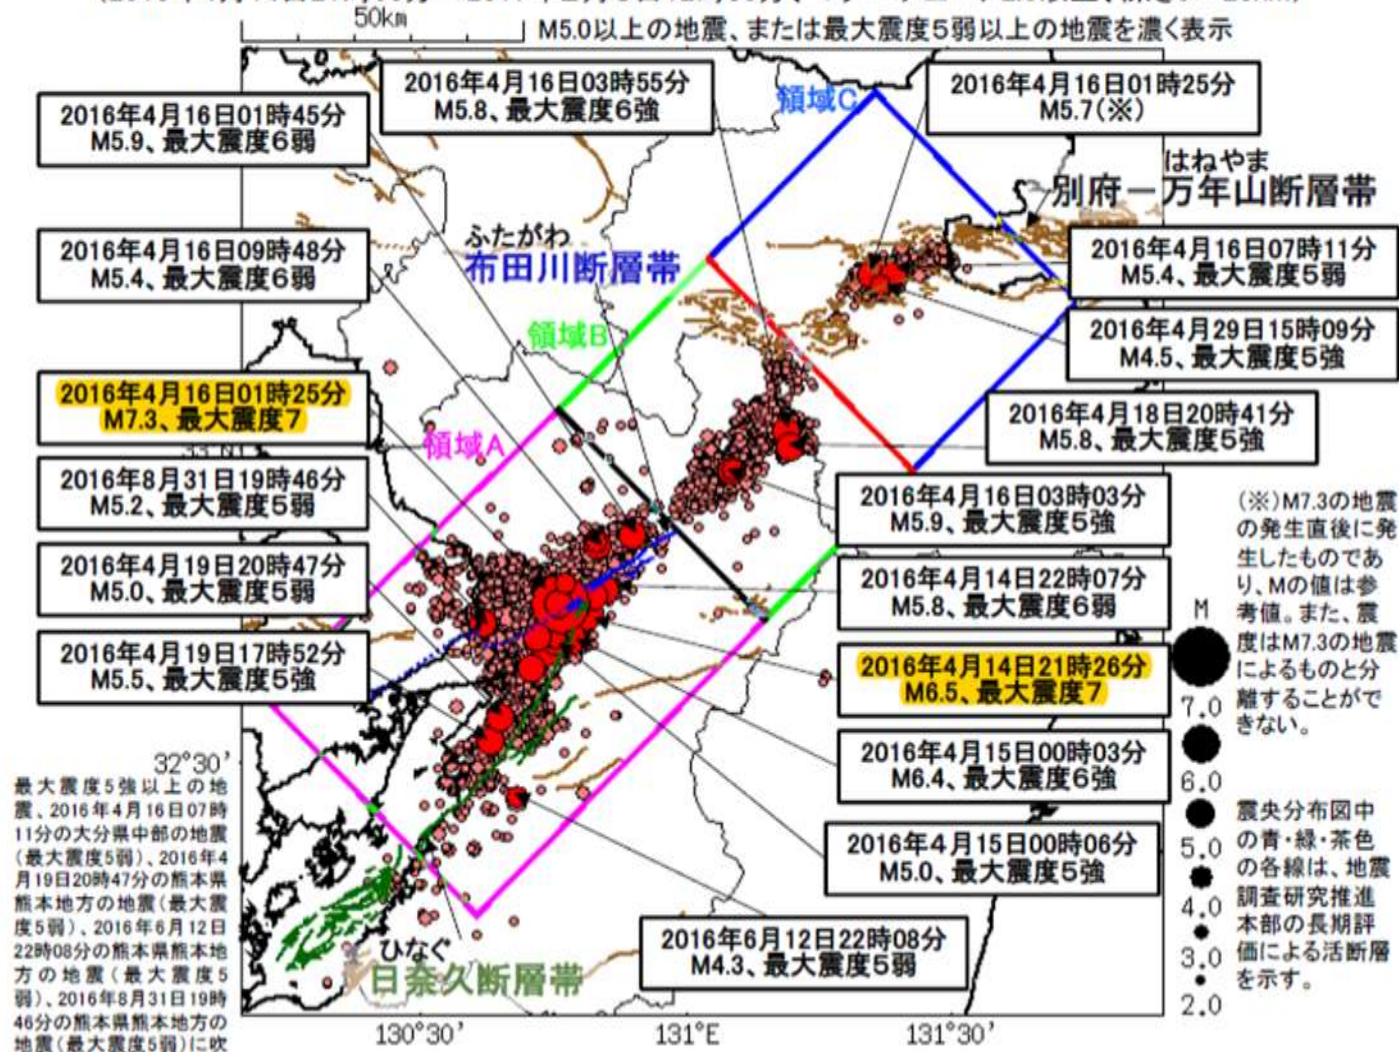 50km
M5.0以上の地震、または最大震度5弱以上の地震を濃く表示
2016年4月16日03時55分
M5.8、最大震度6強
2016年4月16日01時25分
M5.7(※)
領域C
2016年4月16日01時45分
M5.9、最大震度6弱
はねやま
別府－万年山断層帯
ふたがわ
布田川断層帯
2016年4月16日09時48分
M5.4、最大震度6弱
2016年4月16日07時11分
M5.4、最大震度5弱
領域B
2016年4月29日15時09分
M4.5、最大震度5強
2016年4月16日01時25分
M7.3、最大震度7
2016年4月18日20時41分
M5.8、最大震度5強
領域A
2016年8月31日19時46分
M5.2、最大震度5弱
2016年4月16日03時03分
M5.9、最大震度5強
2016年4月19日20時47分
M5.0、最大震度5弱
2016年4月14日22時07分
M5.8、最大震度6弱
2016年4月19日17時52分
M5.5、最大震度5強
2016年4月14日21時26分
M6.5、最大震度7
2016年4月15日00時03分
M6.4、最大震度6強
2016年4月15日00時06分
M5.0、最大震度5強
2016年6月12日22時08分
M4.3、最大震度5弱
ひなぐ
日奈久断層帯
32°30'
130°30'
131°E
131°30'
(※)M7.3の地震
の発生直後に発
生したものであ
り、Mの値は参
考値。また、震
度はM7.3の地震
によるものと分
離することがで
きない。
M
7.0
6.0
5.0
4.0
3.0
2.0
震央分布図中
の青・緑・茶色
の各線は、地震
調査研究推進
本部の長期評
価による活断層
を示す。
最大震度5強以上の地
震、2016年4月16日07時
11分の大分県中部の地震
(最大震度5弱)、2016年4
月19日20時47分の熊本県
熊本地方の地震(最大震
度5弱)、2016年6月12日
22時08分の熊本県熊本地
方の地震(最大震度5
弱)、2016年8月31日19時
46分の熊本県熊本地方の
地震(最大震度5弱)に吹